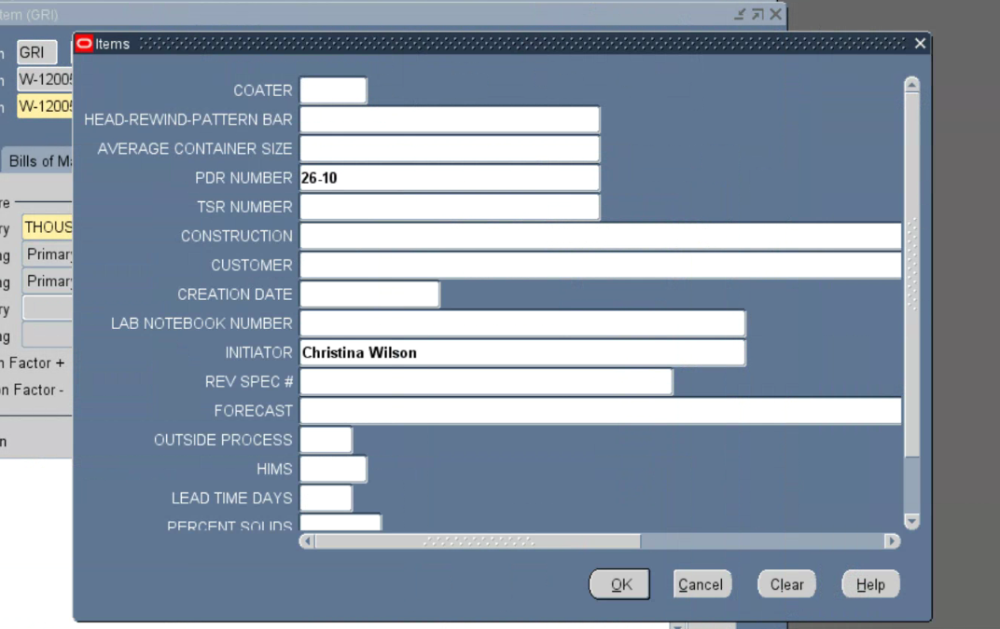 tem (GRI)
GRI
W-1200
W-1200
Bills of M
re
ry THOUS
ng Primar
ng Primar
ry
ng
n Factor +
n Factor -
n
Items
COATER
HEAD-REWIND-PATTERN BAR
AVERAGE CONTAINER SIZE
PDR NUMBER 26-10
TSR NUMBER
CONSTRUCTION
CUSTOMER
CREATION DATE
LAB NOTEBOOK NUMBER
INITIATOR Christina Wilson
REV SPEC #
FORECAST
OUTSIDE PROCESS
HIMS
LEAD TIME DAYS
PERCENT SOLIDS
OK Cancel Clear Help